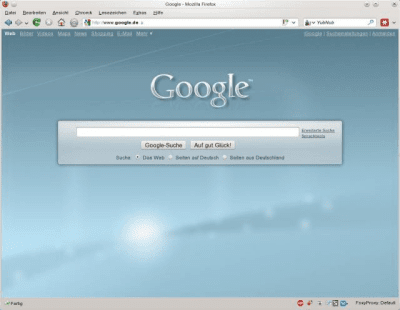 Google - Mozilla Firefox
Datei Bearbeiten Ansicht Chronik Lesezeichen Extras Hilfe
http://www.google.de
Web Bilder Videos Maps News Shopping E-Mail Mehr ▼
iGoogle | Sucheinstellungen | Anmelden
Google™
Erweiterte Suche
Sprachtools
Google-Suche Auf gut Glück!
Suche: Das Web Seiten auf Deutsch Seiten aus Deutschland
Fertig
FoxyProxy: Default